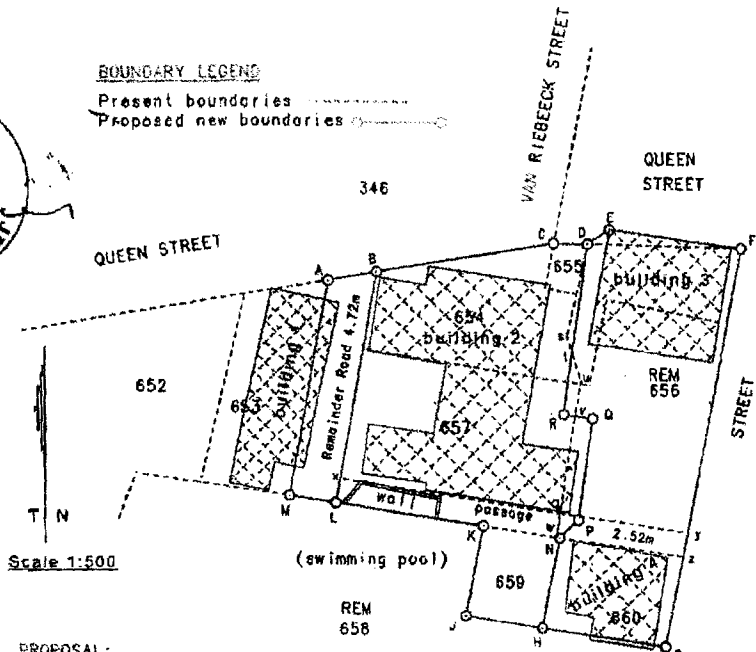 BOUNDARY LEGEND
Present boundaries
Proposed new boundaries
VAN RIEBEECK STREET
QUEEN
STREET
346
QUEEN STREET
A
B
C
D
E
F
655
building 3
654
building 2
652
653
building
Remainder Road 4.72m
REM
656
STREET
657
R
Q
v
x
wall
passage
q
w
P
2.52m
y
z
M
L
K
N
T N
Scale 1:500
(swimming pool)
659
building 4
660
REM
658
J
H
PROPOSAL: